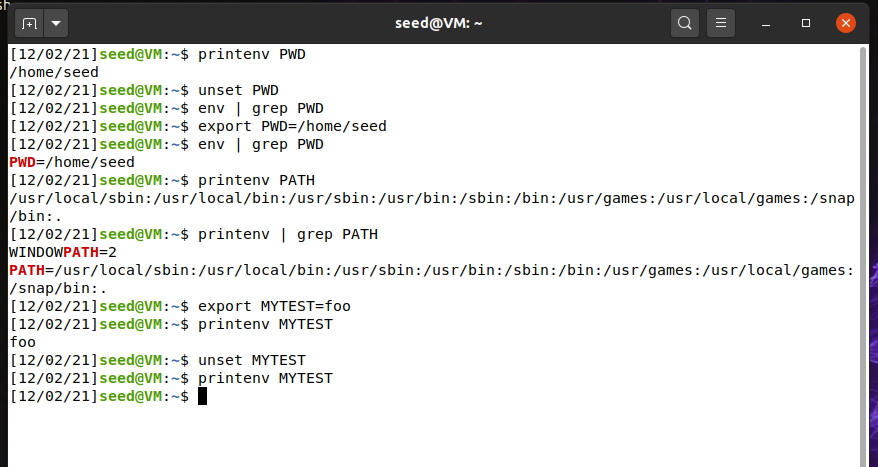 sh
seed@VM: ~
[12/02/21]seed@VM:~$ printenv PWD
/home/seed
[12/02/21]seed@VM:~$ unset PWD
[12/02/21]seed@VM:~$ env | grep PWD
[12/02/21]seed@VM:~$ export PWD=/home/seed
[12/02/21]seed@VM:~$ env | grep PWD
PWD=/home/seed
[12/02/21]seed@VM:~$ printenv PATH
/usr/local/sbin:/usr/local/bin:/usr/sbin:/usr/bin:/sbin:/bin:/usr/games:/usr/local/games:/snap
/bin:.
[12/02/21]seed@VM:~$ printenv | grep PATH
WINDOWPATH=2
PATH=/usr/local/sbin:/usr/local/bin:/usr/sbin:/usr/bin:/sbin:/bin:/usr/games:/usr/local/games:
/snap/bin:.
[12/02/21]seed@VM:~$ export MYTEST=foo
[12/02/21]seed@VM:~$ printenv MYTEST
foo
[12/02/21]seed@VM:~$ unset MYTEST
[12/02/21]seed@VM:~$ printenv MYTEST
[12/02/21]seed@VM:~$